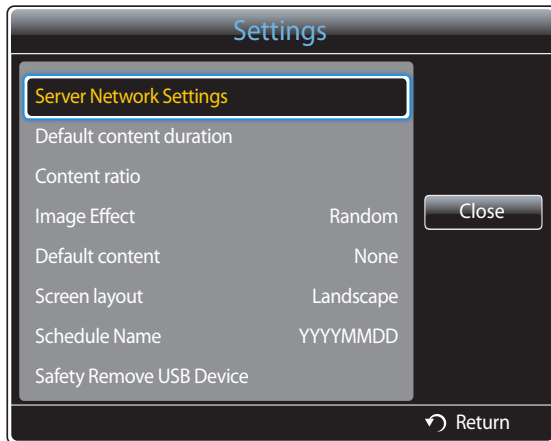 Settings
Server Network Settings
Default content duration
Content ratio
Image Effect Random
Default content None
Screen layout Landscape
Schedule Name YYYYMMDD
Safety Remove USB Device
Close
Return